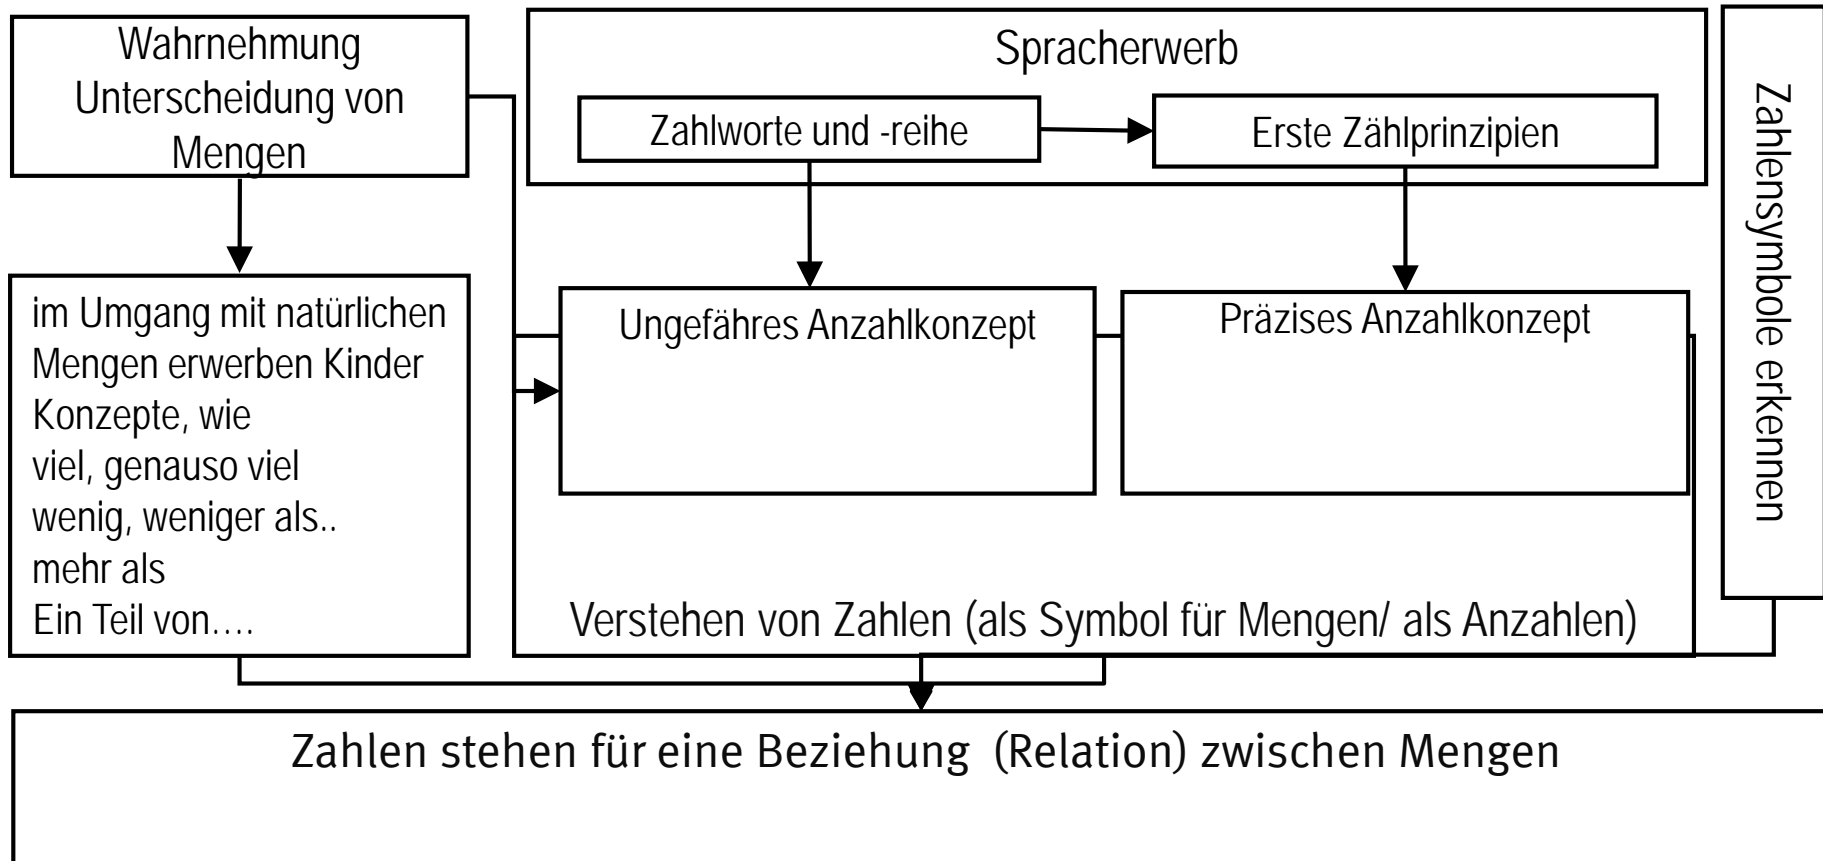 Wahrnehmung
Unterscheidung von
Mengen
Spracherwerb
Zahlworte und -reihe
Erste Zählprinzipien
Zahlensymbole erkennen
im Umgang mit natürlichen
Mengen erwerben Kinder
Konzepte, wie
viel, genauso viel
wenig, weniger als..
mehr als
Ein Teil von....
Ungefähres Anzahlkonzept
Präzises Anzahlkonzept
Verstehen von Zahlen (als Symbol für Mengen/ als Anzahlen)
Zahlen stehen für eine Beziehung (Relation) zwischen Mengen